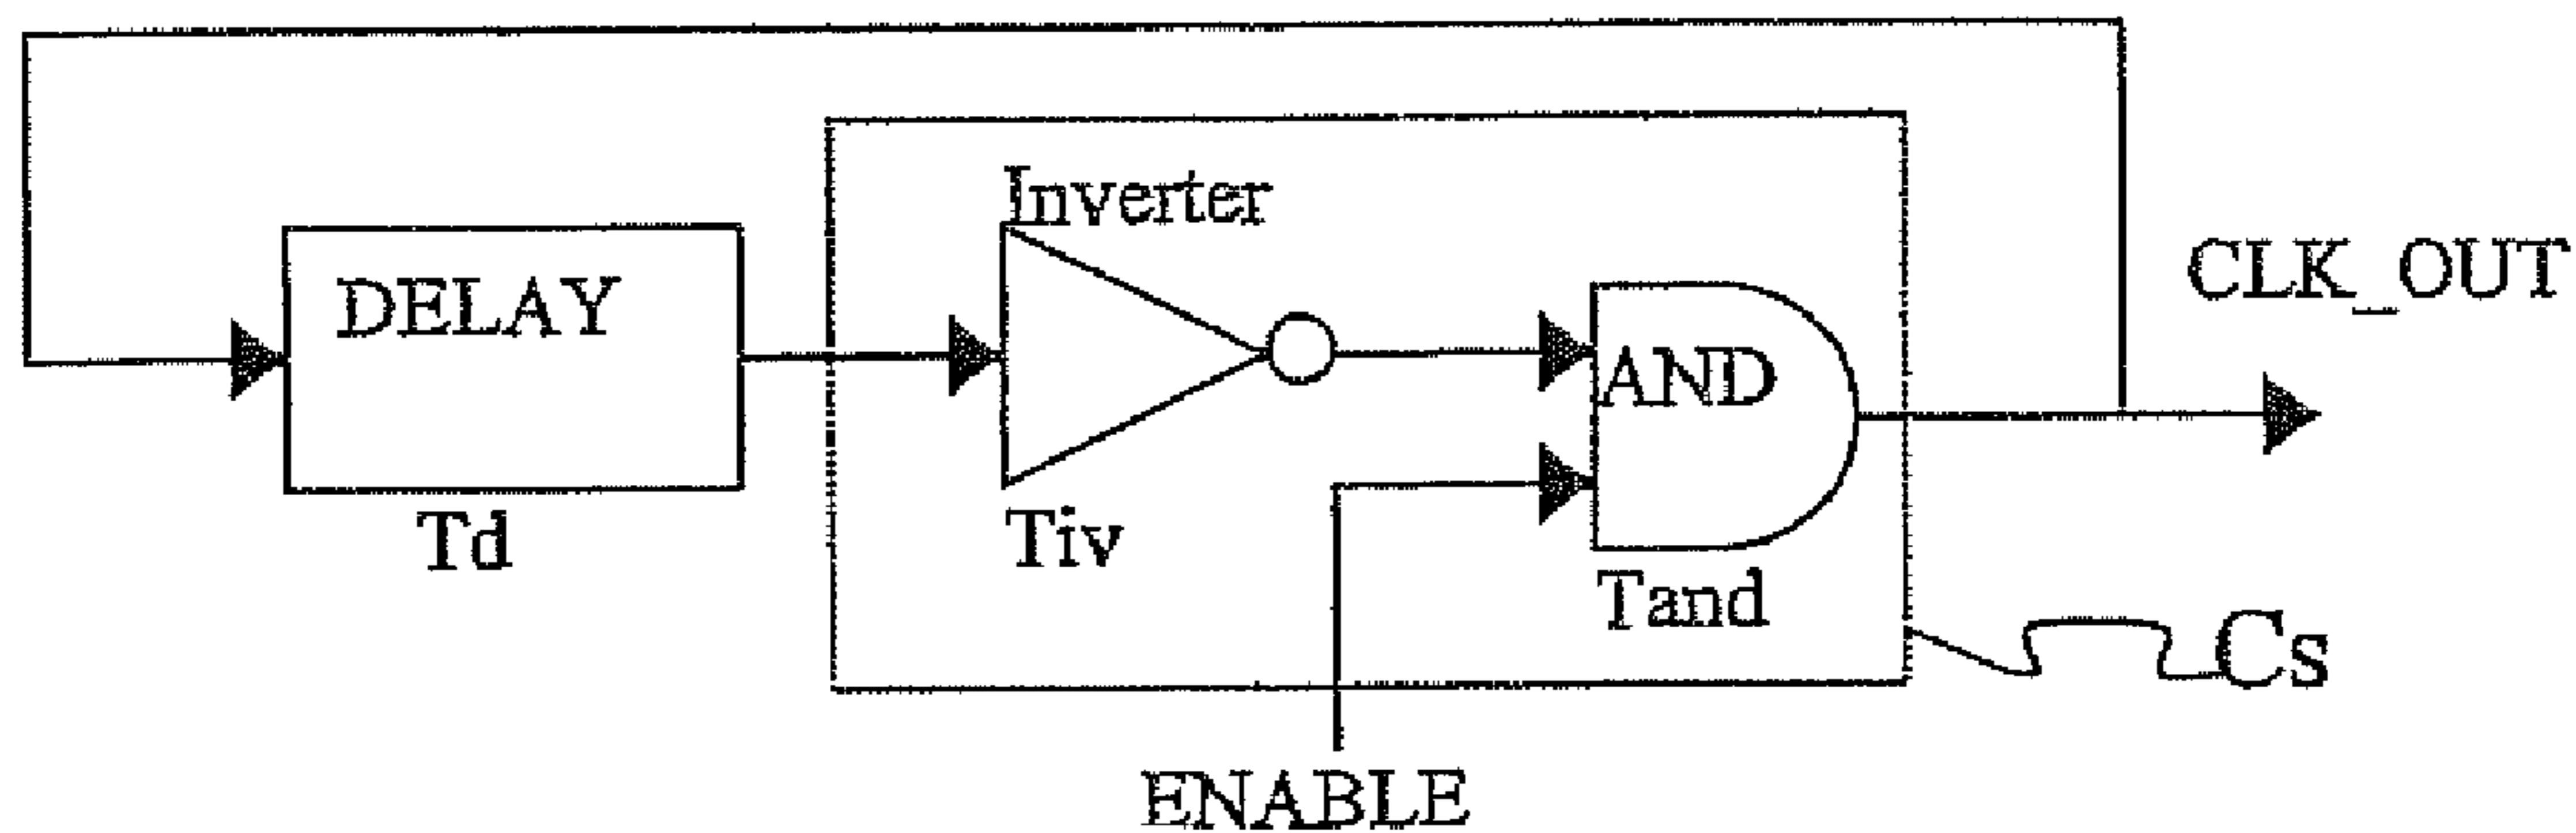 Inverter
DELAY
CLK_OUT
AND
Td
Tiv
Tand
Cs
ENABLE